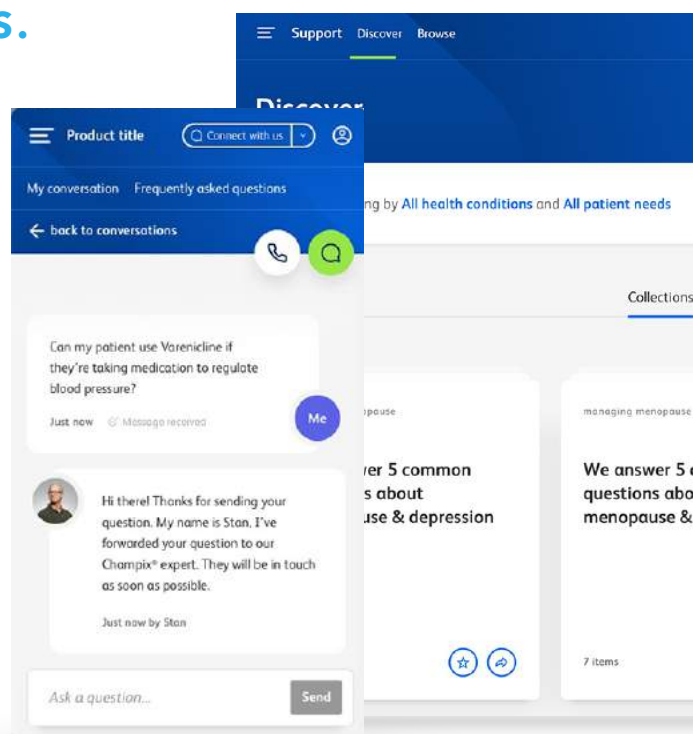 s.
Support Discover Browse
Discover
Product title
Connect with us
My conversation Frequently asked questions
back to conversations
ng by All health conditions and All patient needs
Collections
Can my patient use Varenicline if
they're taking medication to regulate
blood pressure?
Just now Message received
Me
Hi there! Thanks for sending your
question. My name is Stan, I've
forwarded your question to our
Champix® expert. They will be in touch
as soon as possible.
Just now by Stan
Ask a question...
Send
opause
er 5 common
s about
use & depression
managing menopause
We answer 5
questions abo
menopause &
7 items